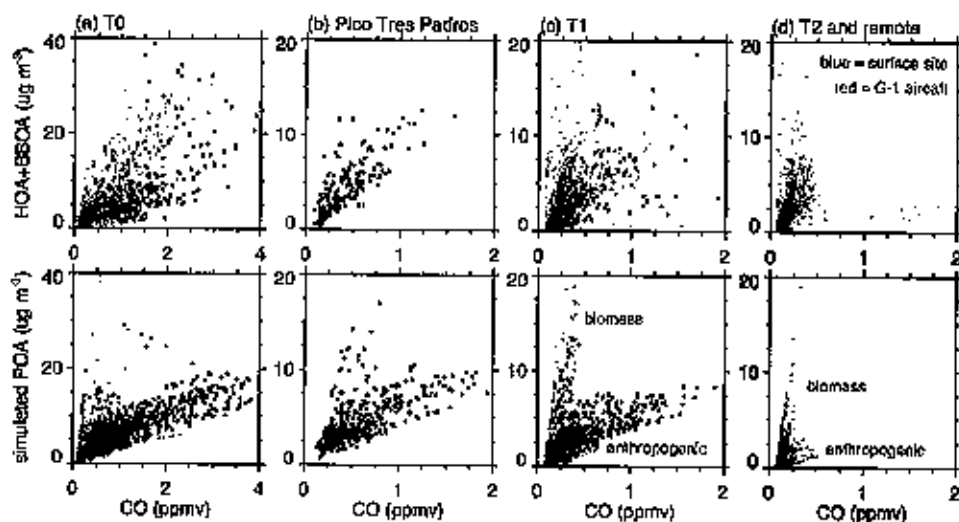 (a) T0
(b) Pico Tres Padros
(c) T1
(d) T2 and remote
blue = surface site
red = G-1 aircraft
HOA+BBOA (ug m-3)
40
20
0
20
10
0
20
10
0
20
10
0
0 2 4
0 1 2
0 1 2
0 1 2
simulated POA (ug m-3)
40
20
0
20
10
0
20
10
0
20
10
0
biomass
anthropogenic
biomass
anthropogenic
0 2 4
0 1 2
0 1 2
0 1 2
CO (ppmv)
CO (ppmv)
CO (ppmv)
CO (ppmv)